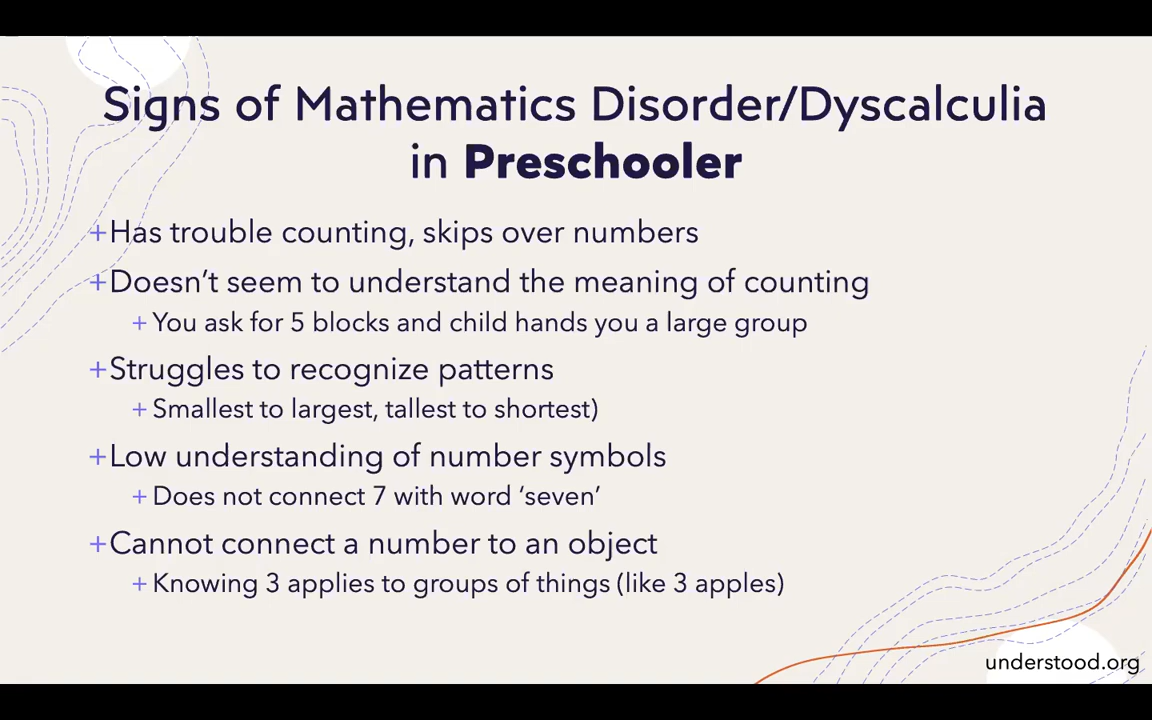 Signs of Mathematics Disorder/Dyscalculia
in Preschooler
+Has trouble counting, skips over numbers
+Doesn’t seem to understand the meaning of counting
+ You ask for 5 blocks and child hands you a large group
+Struggles to recognize patterns
+ Smallest to largest, tallest to shortest)
+Low understanding of number symbols
+ Does not connect 7 with word ‘seven’
+Cannot connect a number to an object
+ Knowing 3 applies to groups of things (like 3 apples)
understood.org